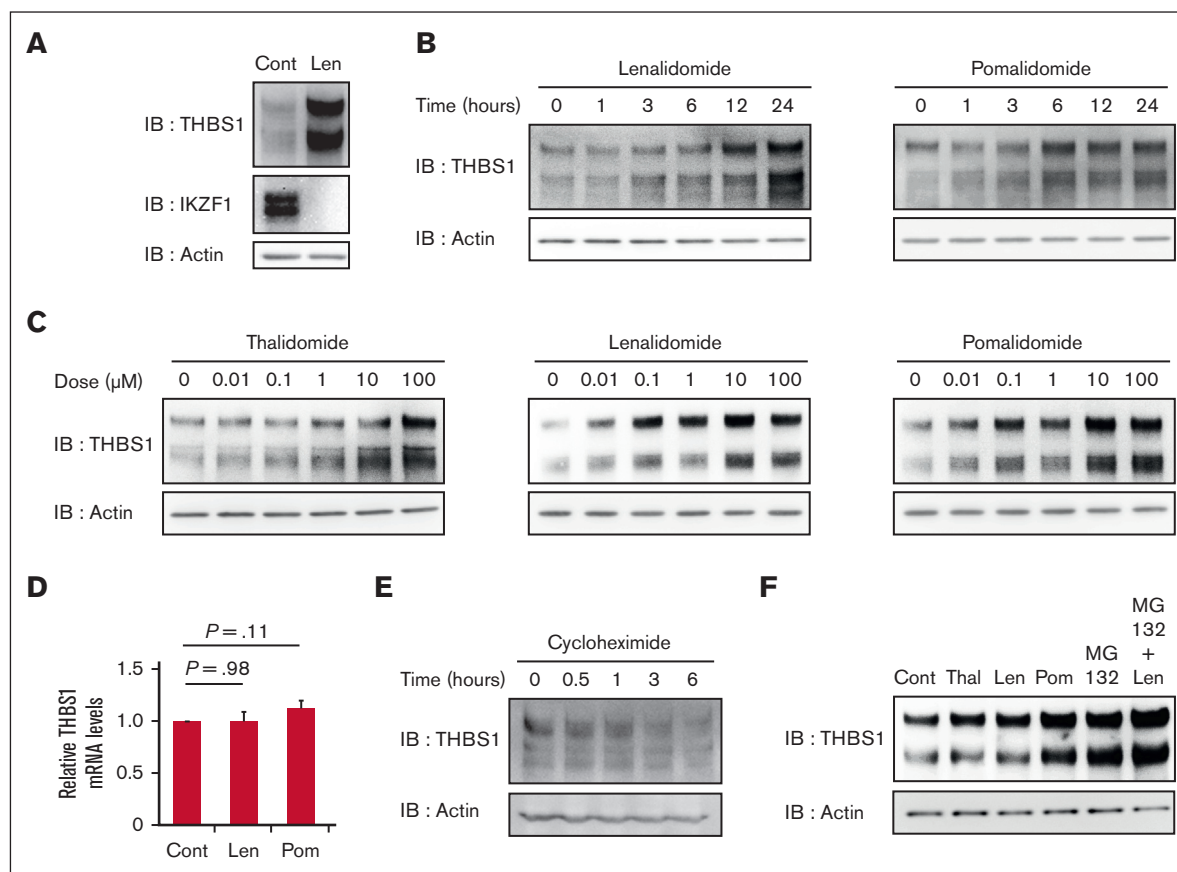 A
Cont Len
IB : THBS1
IB : IKZF1
IB : Actin
B
Lenalidomide Pomalidomide
Time (hours) 0 1 3 6 12 24 0 1 3 6 12 24
IB : THBS1
IB : Actin
C
Thalidomide Lenalidomide Pomalidomide
Dose (µM) 0 0.01 0.1 1 10 100 0 0.01 0.1 1 10 100 0 0.01 0.1 1 10 100
IB : THBS1
IB : Actin
D
P = .11
P = .98
Relative THBS1
mRNA levels
1.5
1.0
0.5
0
Cont Len Pom
E
Cycloheximide
Time (hours) 0 0.5 1 3 6
IB : THBS1
IB : Actin
F
Cont Thal Len Pom
MG
132
MG
132
+
Len
IB : THBS1
IB : Actin